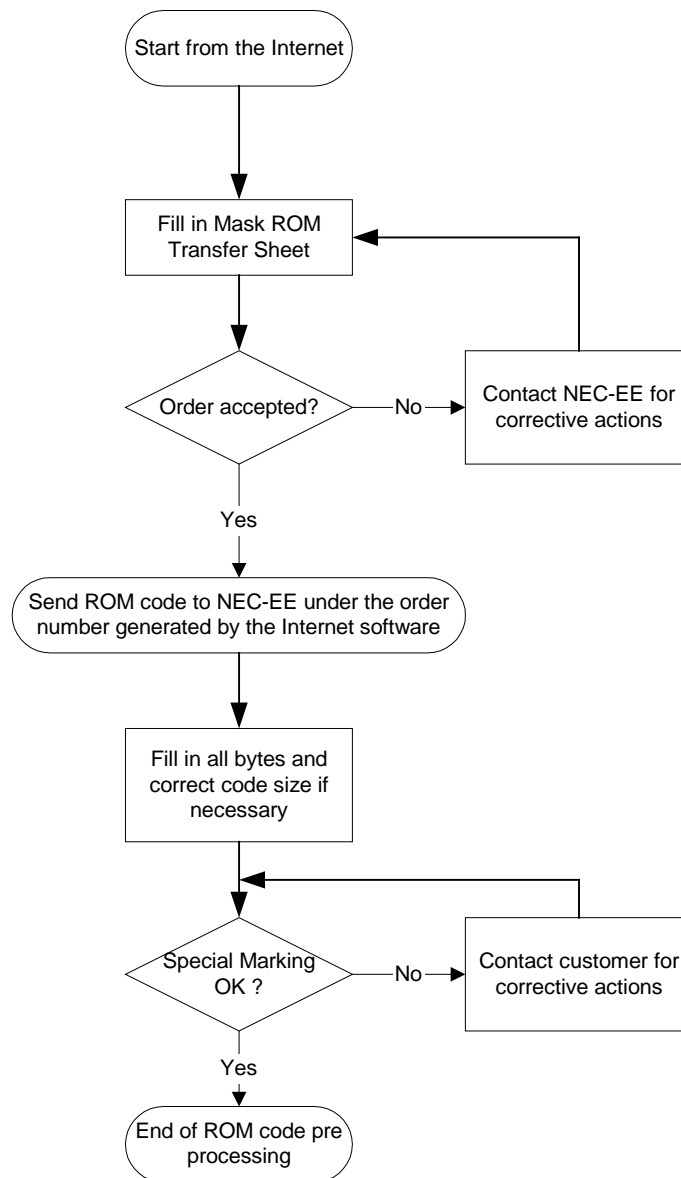 Start from the Internet
Fill in Mask ROM
Transfer Sheet
Order accepted?
No
Contact NEC-EE for
corrective actions
Yes
Send ROM code to NEC-EE under the order
number generated by the Internet software
Fill in all bytes and
correct code size if
necessary
Special Marking
OK ?
No
Contact customer for
corrective actions
Yes
End of ROM code pre
processing